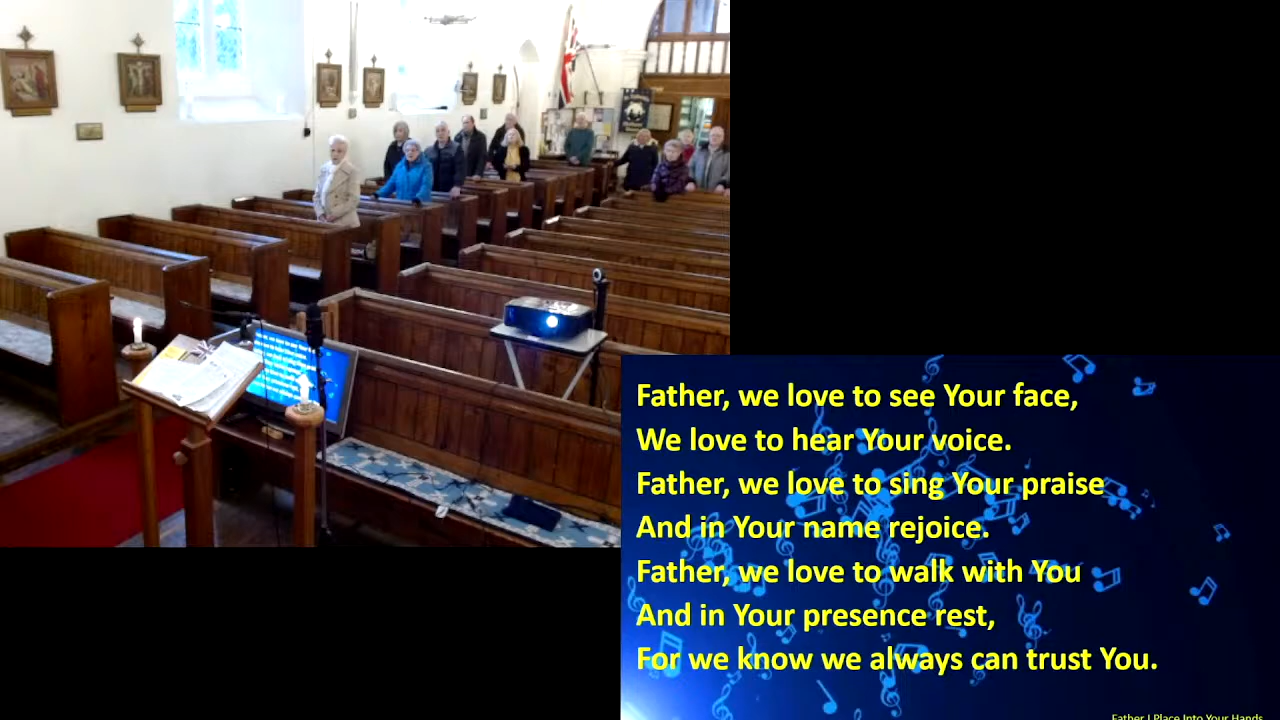 Father, we love to see Your face,
We love to hear Your voice.
Father, we love to sing Your praise
And in Your name rejoice.
Father, we love to walk with You
And in Your presence rest,
For we know we always can trust You.
Father I Place Into Your Hands